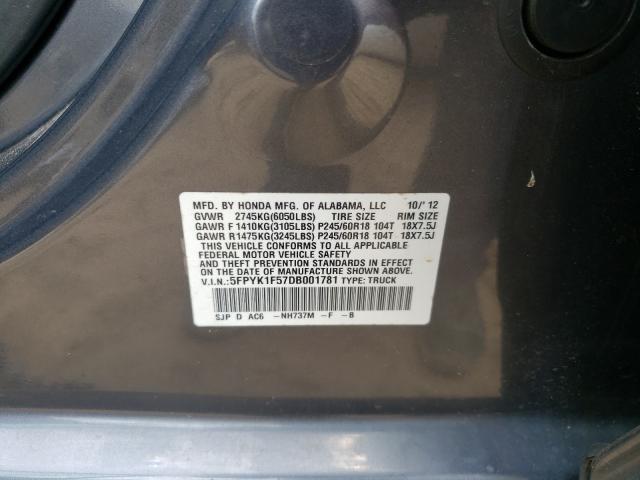 MFD. BY HONDA MFG. OF ALABAMA, LLC 10/'12
GVWR 2745KG(6050LBS) TIRE SIZE RIM SIZE
GAWR F 1410KG(3105LBS) P245/60R18 104T 18X7.5J
GAWR R 1475KG(3245LBS) P245/60R18 104T 18X7.5J
THIS VEHICLE CONFORMS TO ALL APPLICABLE
FEDERAL MOTOR VEHICLE SAFETY
AND THEFT PREVENTION STANDARDS IN EFFECT
ON THE DATE OF MANUFACTURE SHOWN ABOVE.
V.I.N.:5FPYK1F57DB001781 TYPE: TRUCK
SJP D AC6 -NH737M -F -B